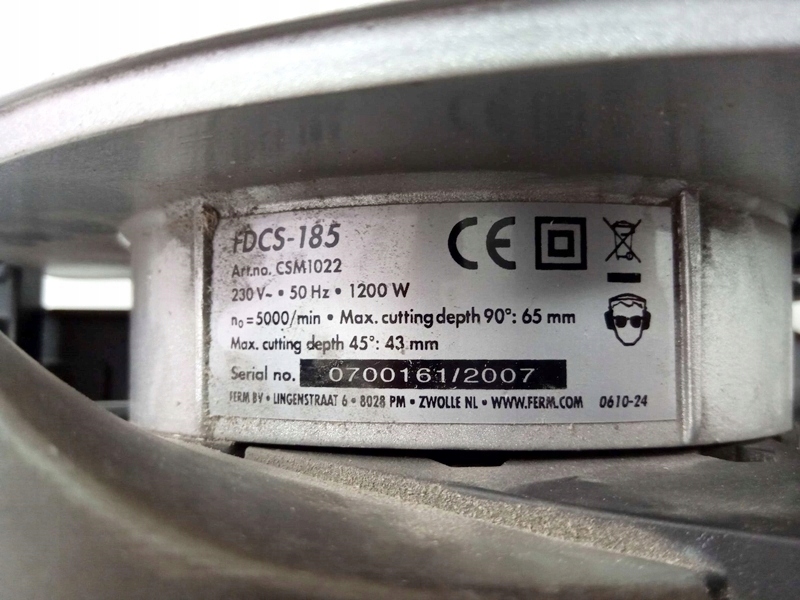 FDCS-185
CE
Art.no. CSM1022
230 V~ • 50 Hz • 1200 W
n₀=5000/min • Max. cutting depth 90°: 65 mm
Max. cutting depth 45°: 43 mm
Serial no. 0700161/2007
FERM BV • LINGENSTRAAT 6 • 8028 PM • ZWOLLE NL • WWW.FERM.COM 0610-24